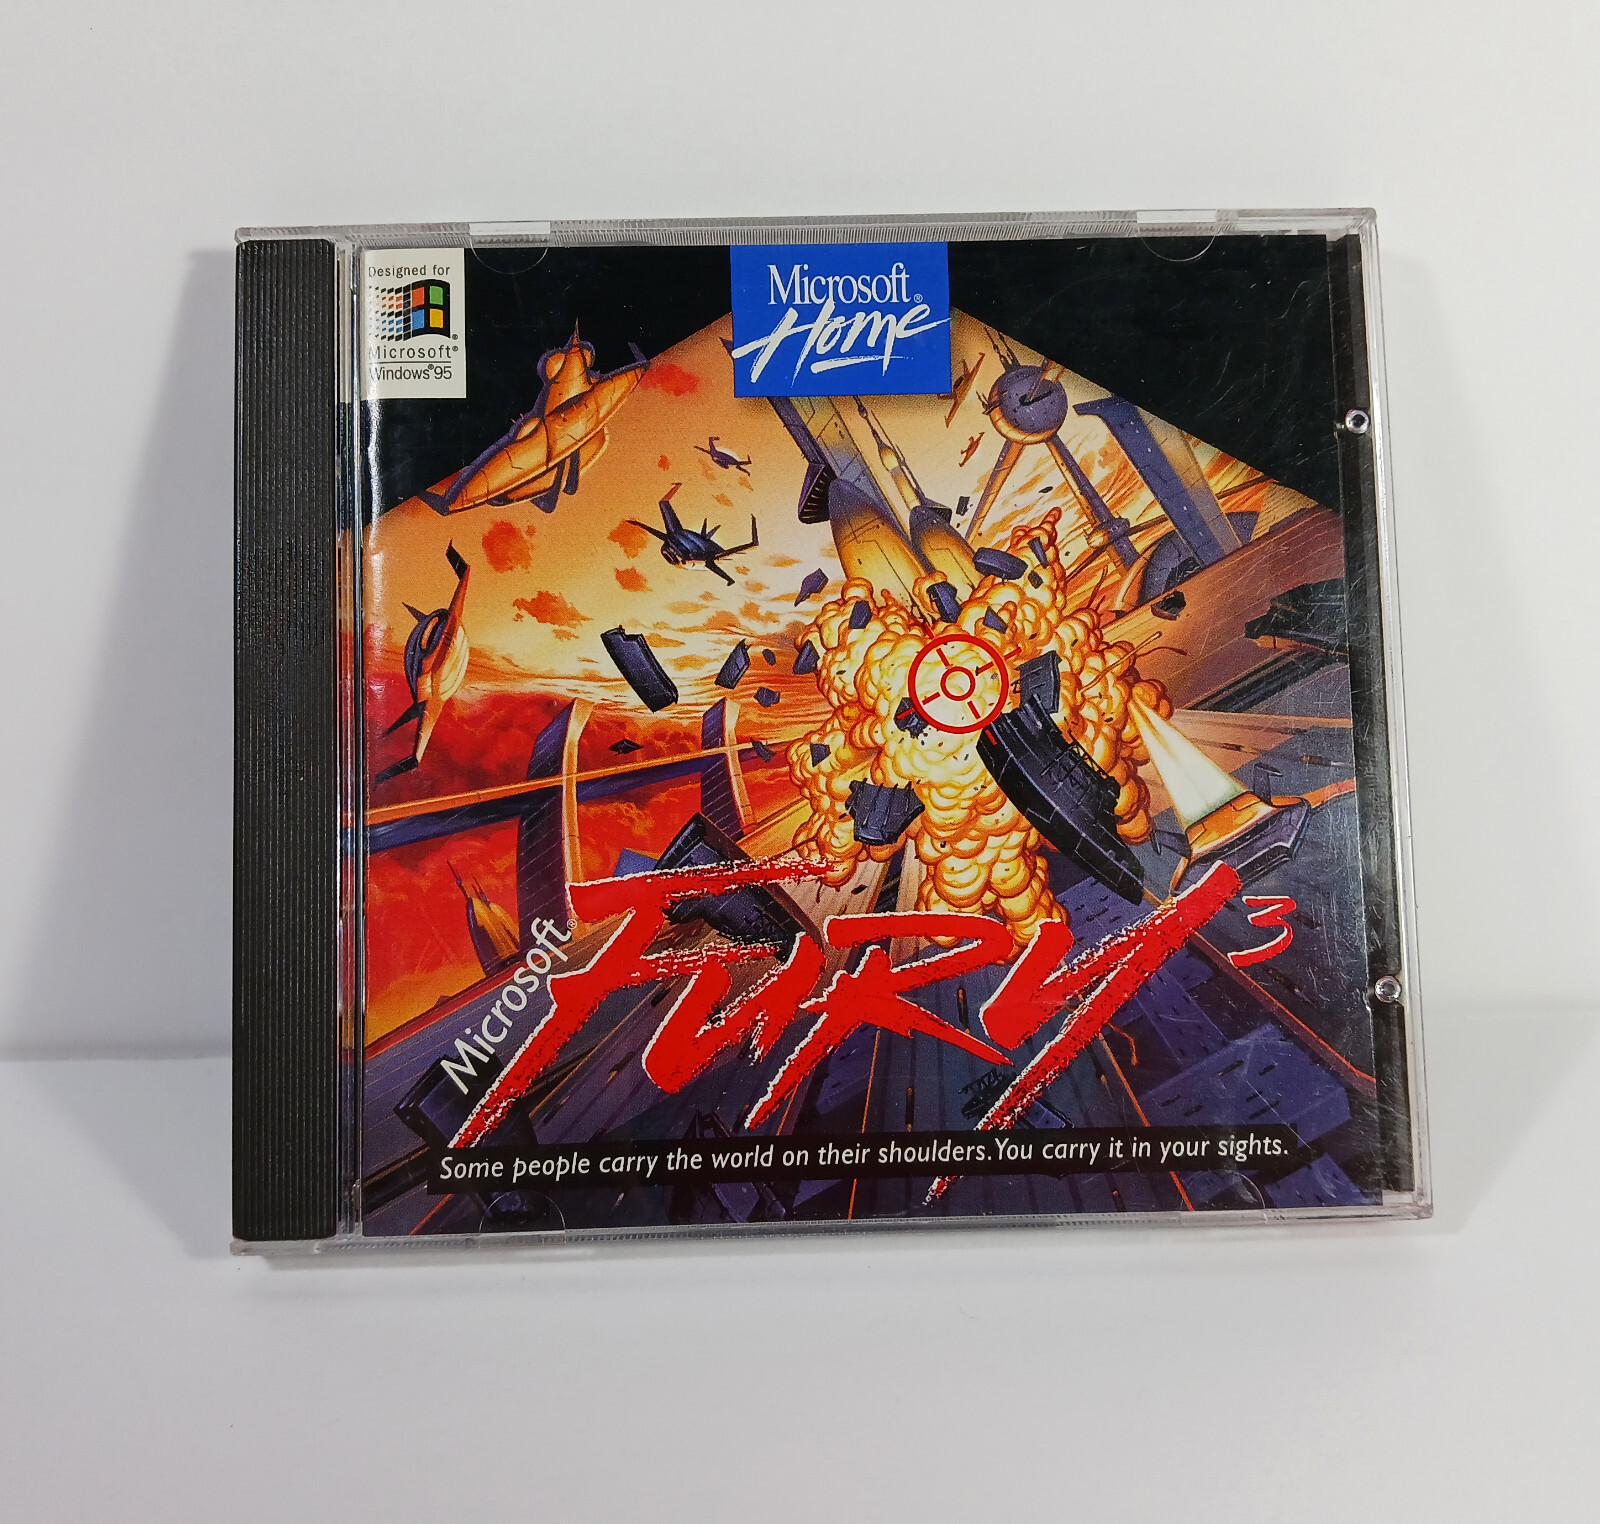 Designed for
Microsoft®
Windows®95
Microsoft®
Home
Microsoft®
FURY3
Some people carry the world on their shoulders. You carry it in your sights.